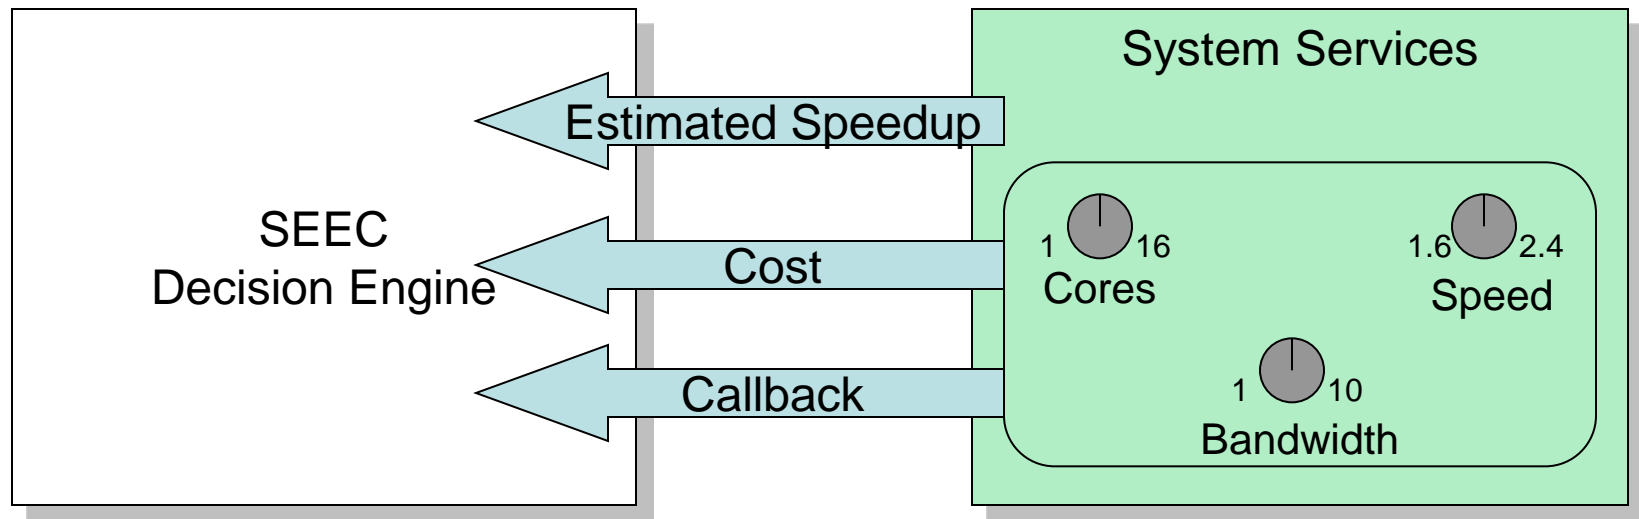 System Services
Estimated Speedup
SEEC
Decision Engine
Cost
Callback
1 16
Cores
1.6 2.4
Speed
1 10
Bandwidth